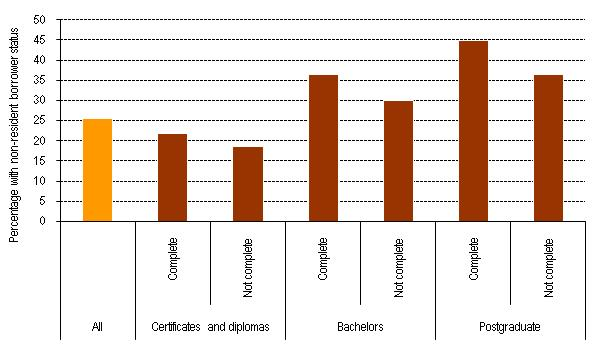 Percentage with non-resident borrower status
50
45
40
35
30
25
20
15
10
5
0
Complete
Not complete
Complete
Not complete
Complete
Not complete
All
Certificates and diplomas
Bachelors
Postgraduate